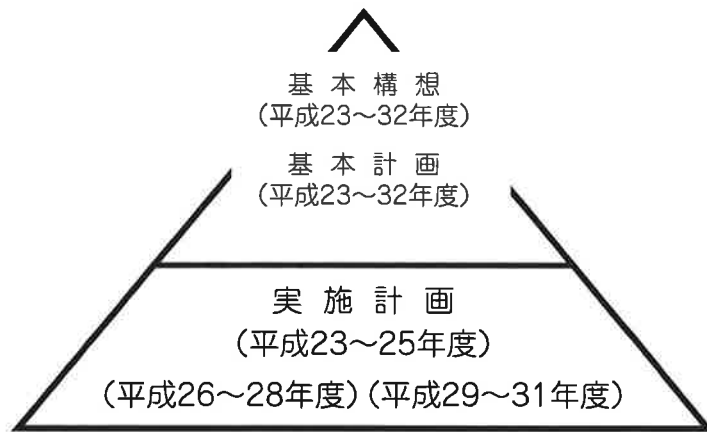 基本構想
(平成23~32年度)
基本計画
(平成23~32年度)
実施計画
(平成23~25年度)
(平成26~28年度)(平成29~31年度)